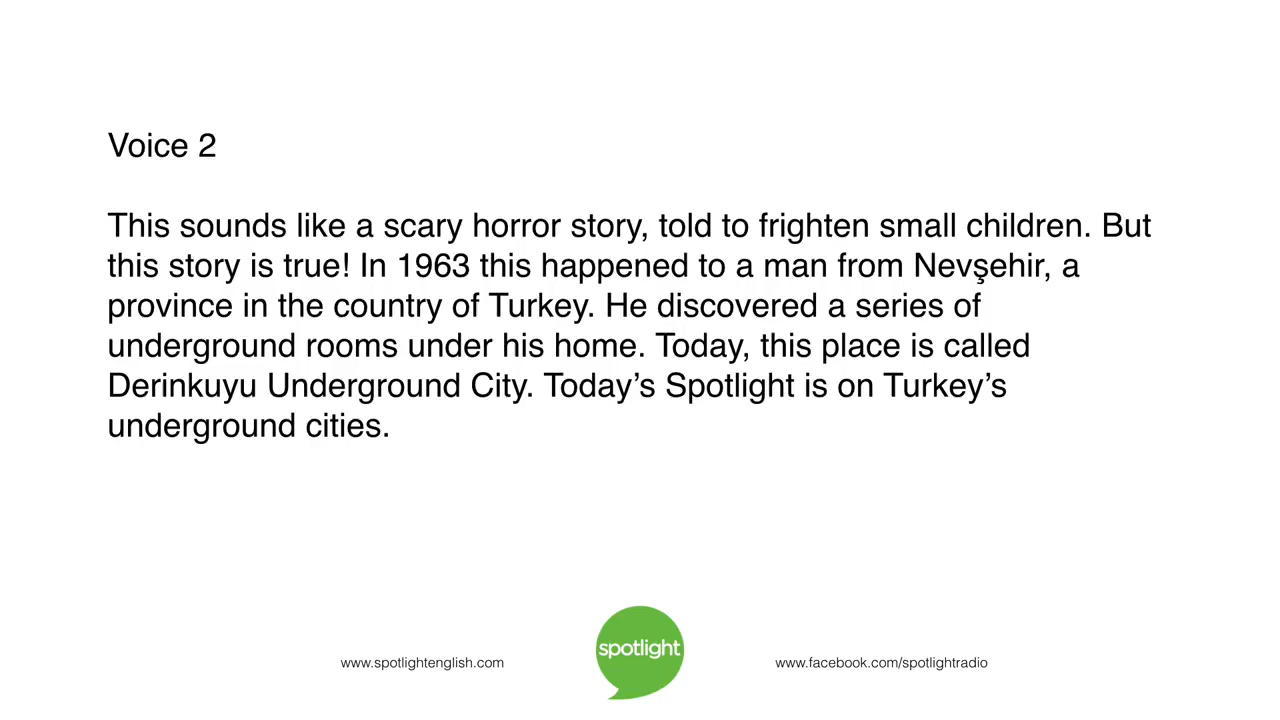 Voice 2
This sounds like a scary horror story, told to frighten small children. But
this story is true! In 1963 this happened to a man from Nevşehir, a
province in the country of Turkey. He discovered a series of
underground rooms under his home. Today, this place is called
Derinkuyu Underground City. Today’s Spotlight is on Turkey’s
underground cities.
www.spotlightenglish.com
spotlight
www.facebook.com/spotlightradio